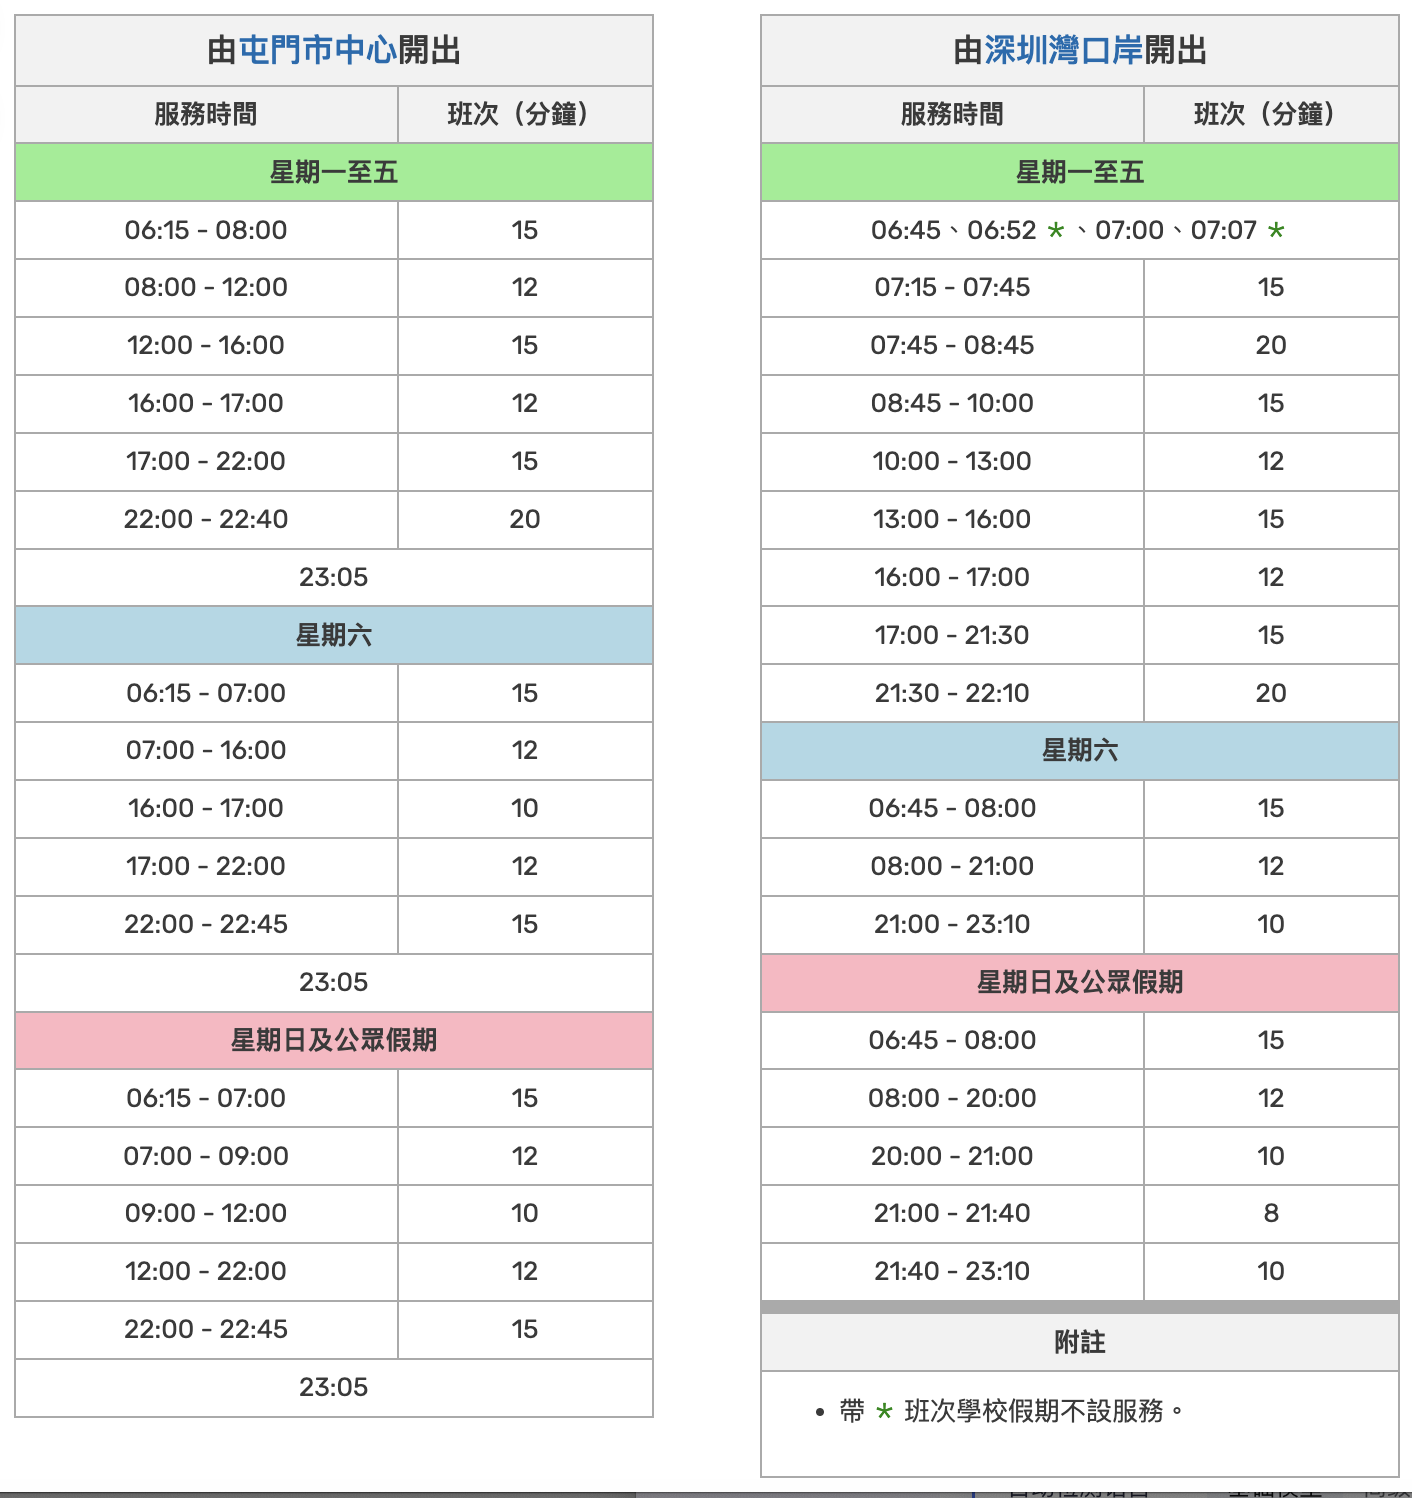 由屯門市中心開出
服務時間 班次（分鐘）
星期一至五
06:15 - 08:00 15
08:00 - 12:00 12
12:00 - 16:00 15
16:00 - 17:00 12
17:00 - 22:00 15
22:00 - 22:40 20
23:05
星期六
06:15 - 07:00 15
07:00 - 16:00 12
16:00 - 17:00 10
17:00 - 22:00 12
22:00 - 22:45 15
23:05
星期日及公眾假期
06:15 - 07:00 15
07:00 - 09:00 12
09:00 - 12:00 10
12:00 - 22:00 12
22:00 - 22:45 15
23:05
由深圳灣口岸開出
服務時間 班次（分鐘）
星期一至五
06:45、06:52 *、07:00、07:07 *
07:15 - 07:45 15
07:45 - 08:45 20
08:45 - 10:00 15
10:00 - 13:00 12
13:00 - 16:00 15
16:00 - 17:00 12
17:00 - 21:30 15
21:30 - 22:10 20
星期六
06:45 - 08:00 15
08:00 - 21:00 12
21:00 - 23:10 10
星期日及公眾假期
06:45 - 08:00 15
08:00 - 20:00 12
20:00 - 21:00 10
21:00 - 21:40 8
21:40 - 23:10 10
附註
• 帶 * 班次學校假期不設服務。